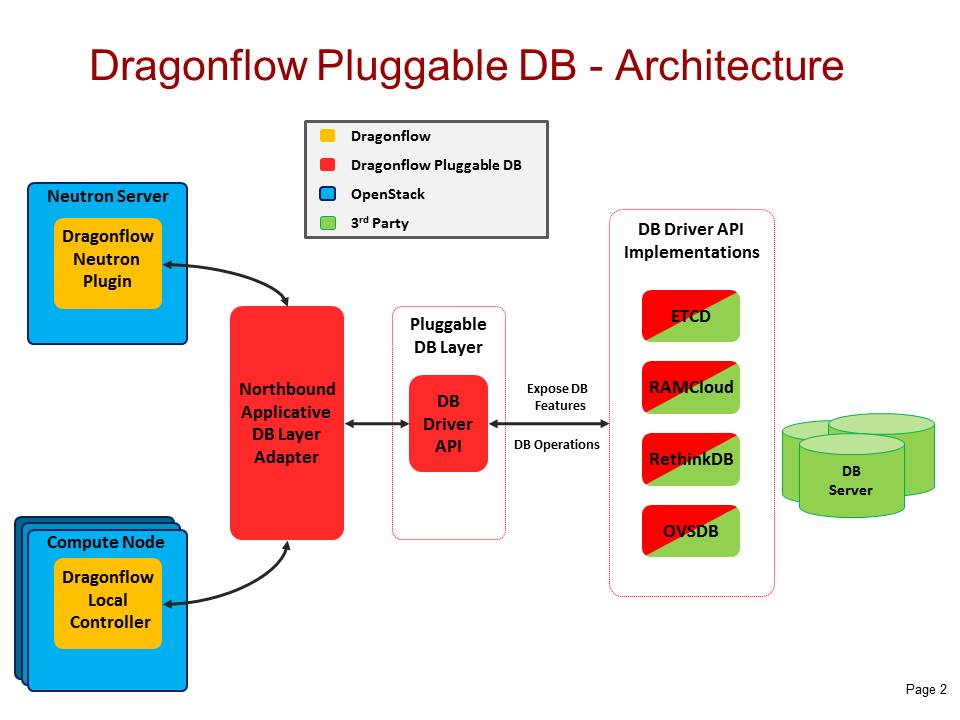 Dragonflow Pluggable DB - Architecture
Dragonflow
Dragonflow Pluggable DB
OpenStack
3rd Party
Neutron Server
Dragonflow
Neutron
Plugin
Northbound
Applicative
DB Layer
Adapter
Compute Node
Dragonflow
Local
Controller
Pluggable
DB Layer
DB
Driver
API
Expose DB
Features
DB Operations
DB Driver API
Implementations
ETCD
RAMCloud
RethinkDB
OVSDB
DB
Server
Page 2